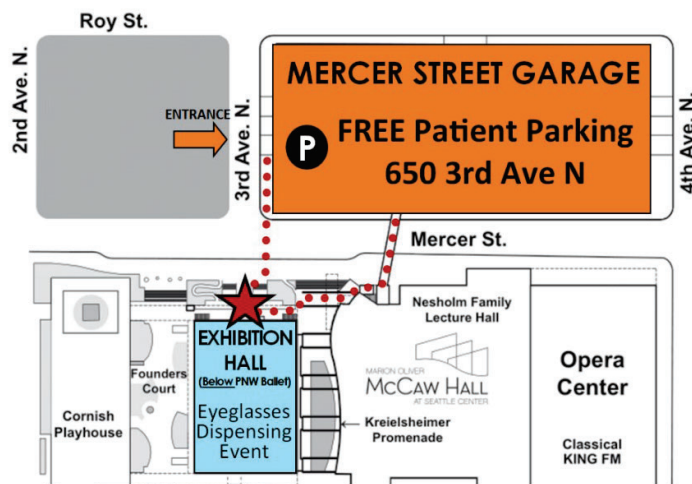 Roy St.
2nd Ave. N.
ENTRANCE
3rd Ave. N.
MERCER STREET GARAGE
P
FREE Patient Parking
650 3rd Ave N
4th Ave. N.
Mercer St.
Nesholm Family
Lecture Hall
EXHIBITION
HALL
(Below PNW Ballet)
Eyeglasses
Dispensing
Event
Founders
Court
Cornish
Playhouse
MARION OLIVER
McCAW HALL
AT SEATTLE CENTER
Kreielsheimer
Promenade
Opera
Center
Classical
KING FM